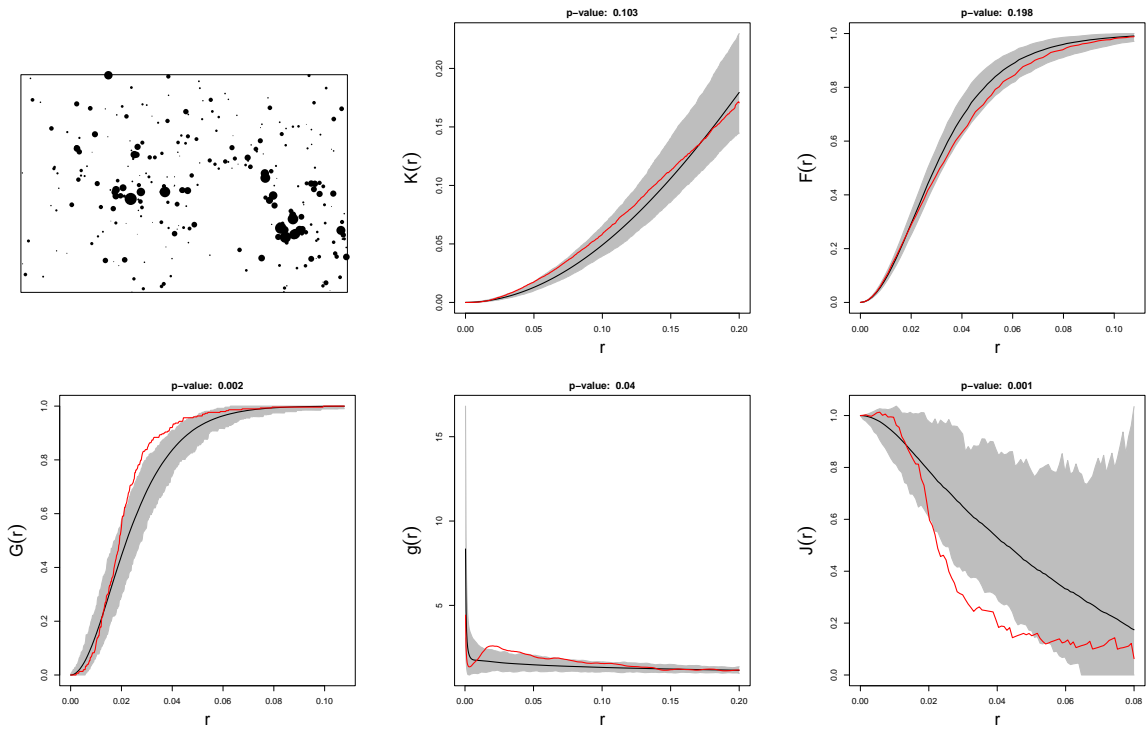 p−value: 0.103
K(r)
0.00 0.05 0.10 0.15 0.20
0.00 0.05 0.10 0.15 0.20
r
p−value: 0.198
F(r)
0.0 0.2 0.4 0.6 0.8 1.0
0.00 0.02 0.04 0.06 0.08 0.10
r
p−value: 0.002
G(r)
0.0 0.2 0.4 0.6 0.8 1.0
0.00 0.02 0.04 0.06 0.08 0.10
r
p−value: 0.04
g(r)
5 10 15
0.00 0.05 0.10 0.15 0.20
r
p−value: 0.001
J(r)
0.0 0.2 0.4 0.6 0.8 1.0
0.00 0.02 0.04 0.06 0.08
r